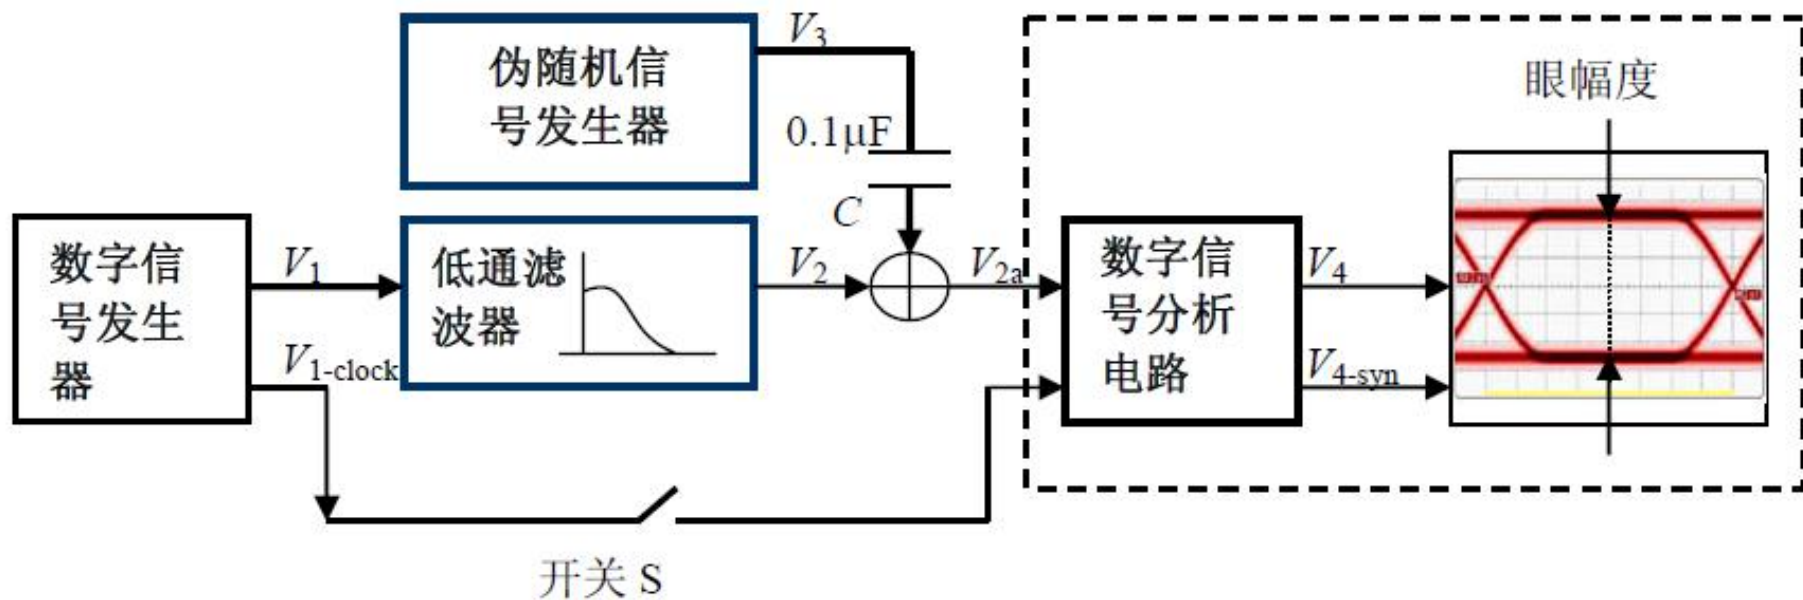 伪随机信
号发生器
V3
0.1μF
C
眼幅度
数字信
号发生
器
V1
V1-clock
低通滤
波器
V2
V2a
数字信
号分析
电路
V4
V4-syn
开关 S